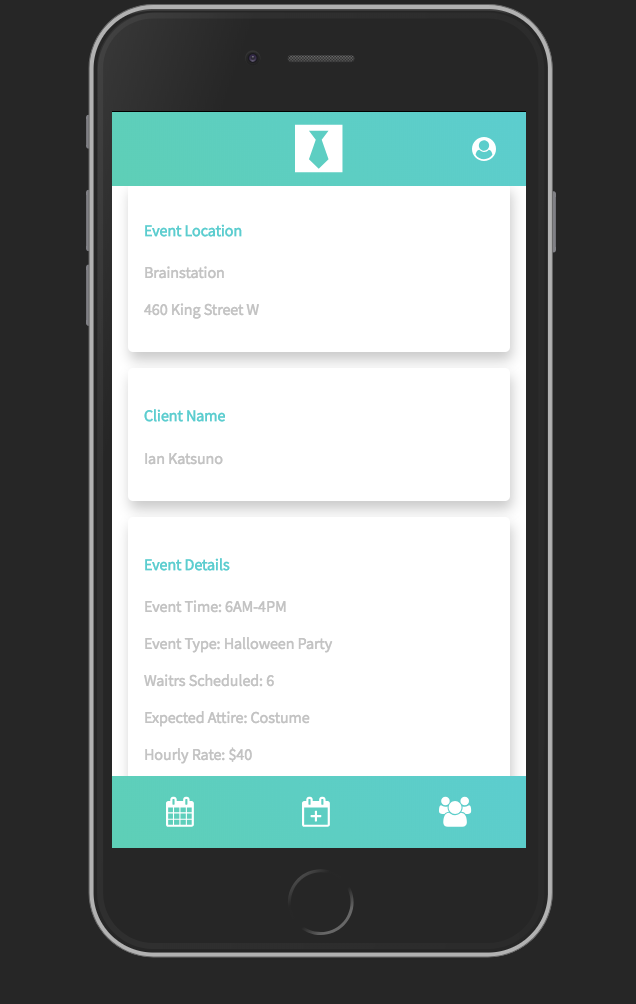 Event Location
Brainstation
460 King Street W
Client Name
Ian Katsuno
Event Details
Event Time: 6AM-4PM
Event Type: Halloween Party
Waitrs Scheduled: 6
Expected Attire: Costume
Hourly Rate: $40